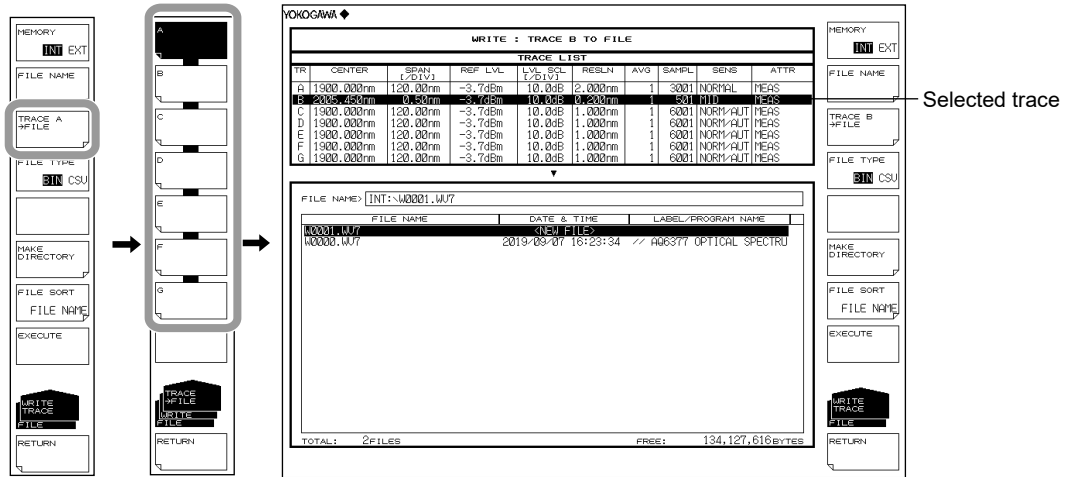 MEMORY
INT EXT
FILE NAME
TRACE A
→FILE
FILE TYPE
BIN CSU
MAKE
DIRECTORY
FILE SORT
FILE NAME
EXECUTE
WRITE
TRACE
FILE
RETURN
A
B
C
D
E
F
G
TRACE
→FILE
WRITE
FILE
RETURN
YOKOGAWA ◆
WRITE : TRACE B TO FILE
TRACE LIST
TR CENTER SPAN [/DIV] REF LVL LVL SCL [/DIV] RESLN AVG SAMPL SENS ATTR
A 1900.000nm 120.00nm -3.7dBm 10.0dB 2.000nm 1 3001 NORMAL MEAS
B 2005.450nm 0.50nm -3.7dBm 10.0dB 0.200nm 1 501 MID MEAS
C 1900.000nm 120.00nm -3.7dBm 10.0dB 1.000nm 1 6001 NORM/AUT MEAS
D 1900.000nm 120.00nm -3.7dBm 10.0dB 1.000nm 1 6001 NORM/AUT MEAS
E 1900.000nm 120.00nm -3.7dBm 10.0dB 1.000nm 1 6001 NORM/AUT MEAS
F 1900.000nm 120.00nm -3.7dBm 10.0dB 1.000nm 1 6001 NORM/AUT MEAS
G 1900.000nm 120.00nm -3.7dBm 10.0dB 1.000nm 1 6001 NORM/AUT MEAS
Selected trace
FILE NAME> INT:\W0001.WV7
FILE NAME DATE & TIME LABEL/PROGRAM NAME
W0001.WV7 <NEW FILE>
W0000.WV7 2019/09/07 16:23:34 // AQ6377 OPTICAL SPECTRU
TOTAL: 2FILES FREE: 134,127,616BYTES
MEMORY
INT EXT
FILE NAME
TRACE B
→FILE
FILE TYPE
BIN CSU
MAKE
DIRECTORY
FILE SORT
FILE NAME
EXECUTE
WRITE
TRACE
FILE
RETURN